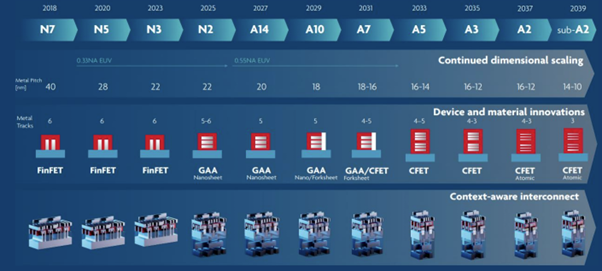 2018 2020 2023 2025 2027 2029 2031 2033 2035 2037 2039
N7 N5 N3 N2 A14 A10 A7 A5 A3 A2 sub-A2
0.33NA EUV 0.55NA EUV
Continued dimensional scaling
Metal Pitch
[nm] 40 28 22 22 20 18 18-16 16-14 16-12 16-12 14-10
Device and material innovations
Metal
Tracks 6 6 6 5-6 5 5 4-5 4-5 4-3 4-3 3
FinFET FinFET FinFET GAA GAA GAA GAA/CFET CFET CFET CFET CFET
Nanosheet Nanosheet Nano/Forksheet Forksheet Atomic Atomic
Context-aware interconnect